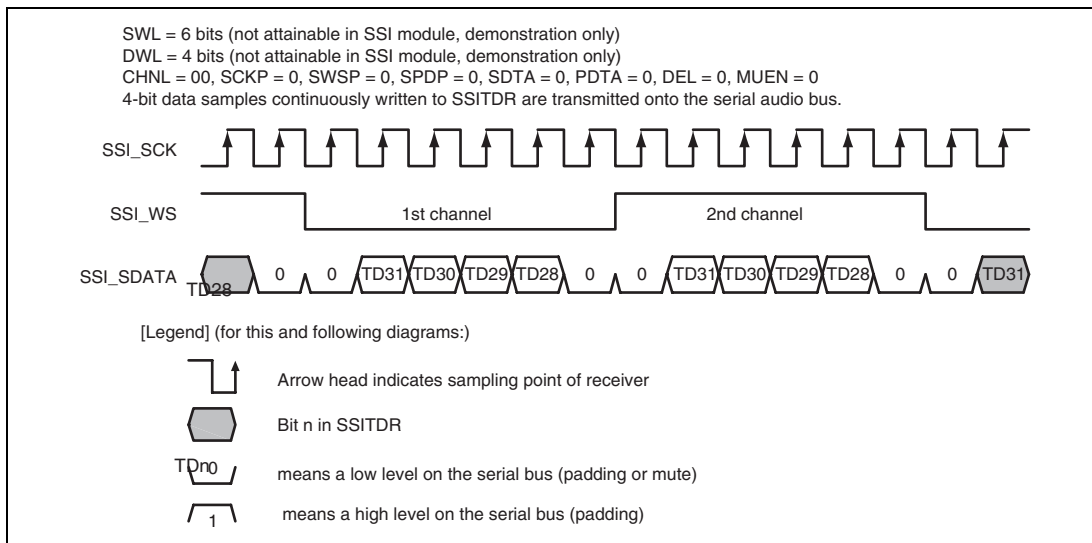 SWL = 6 bits (not attainable in SSI module, demonstration only)
DWL = 4 bits (not attainable in SSI module, demonstration only)
CHNL = 00, SCKP = 0, SWSP = 0, SPDP = 0, SDTA = 0, PDTA = 0, DEL = 0, MUEN = 0
4-bit data samples continuously written to SSITDR are transmitted onto the serial audio bus.
SSI_SCK
SSI_WS 1st channel 2nd channel
SSI_SDATA TD28 0 0 TD31 TD30 TD29 TD28 0 0 TD31 TD30 TD29 TD28 0 0 TD31
[Legend] (for this and following diagrams:)
Arrow head indicates sampling point of receiver
Bit n in SSITDR
TDn
0 means a low level on the serial bus (padding or mute)
1 means a high level on the serial bus (padding)